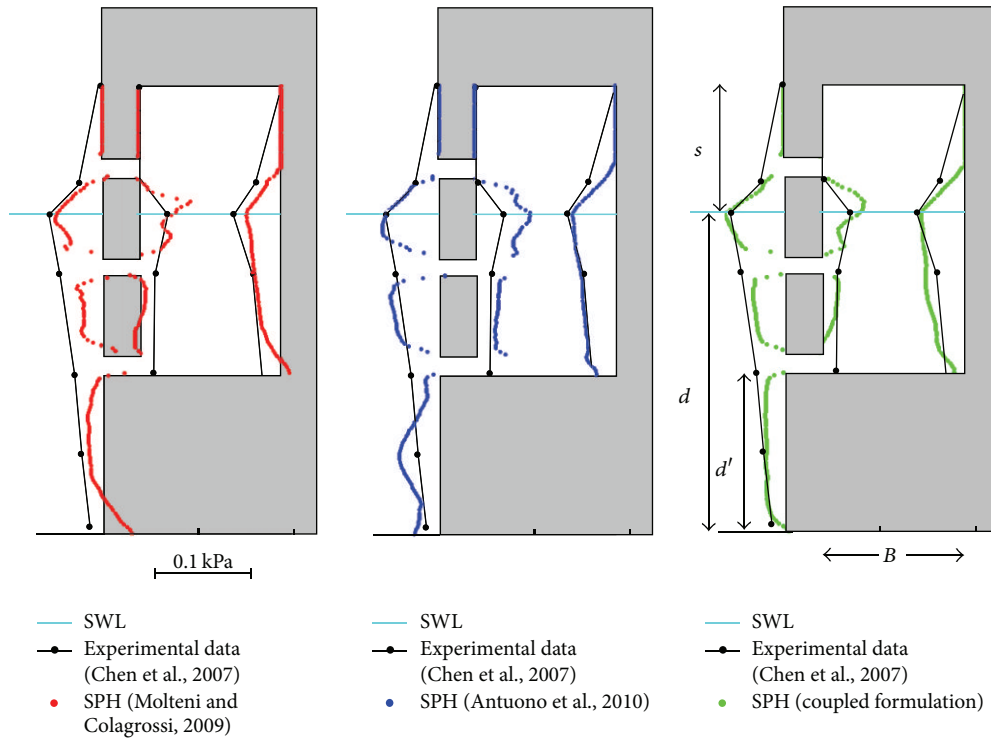 s
d
d′
B
0.1 kPa
SWL
Experimental data
(Chen et al., 2007)
SPH (Molteni and
Colagrossi, 2009)
SWL
Experimental data
(Chen et al., 2007)
SPH (Antuono et al., 2010)
SWL
Experimental data
(Chen et al., 2007)
SPH (coupled formulation)